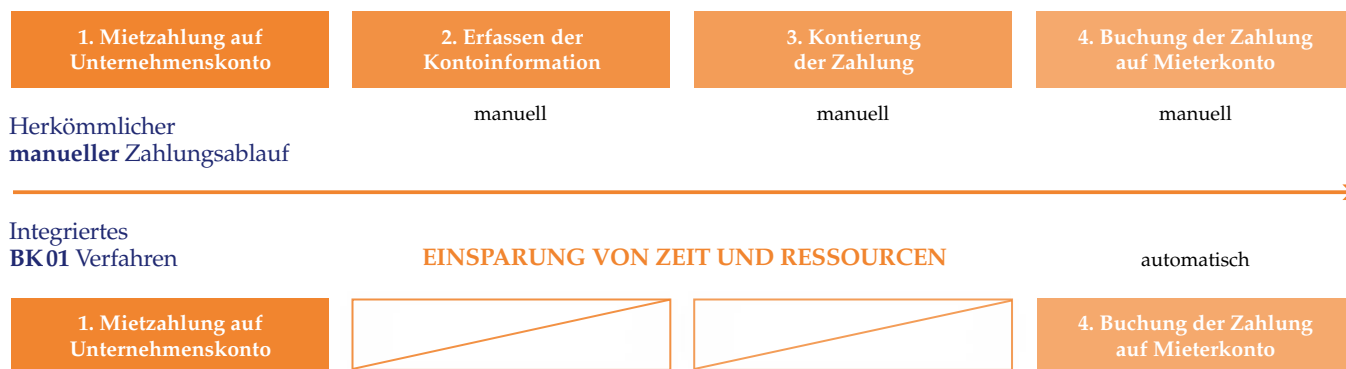 1. Mietzahlung auf
Unternehmenskonto
2. Erfassen der
Kontoinformation
3. Kontierung
der Zahlung
4. Buchung der Zahlung
auf Mieterkonto
Herkömmlicher
manueller Zahlungsablauf
manuell
manuell
manuell
Integriertes
BK 01 Verfahren
EINSPARUNG VON ZEIT UND RESSOURCEN
automatisch
1. Mietzahlung auf
Unternehmenskonto
4. Buchung der Zahlung
auf Mieterkonto